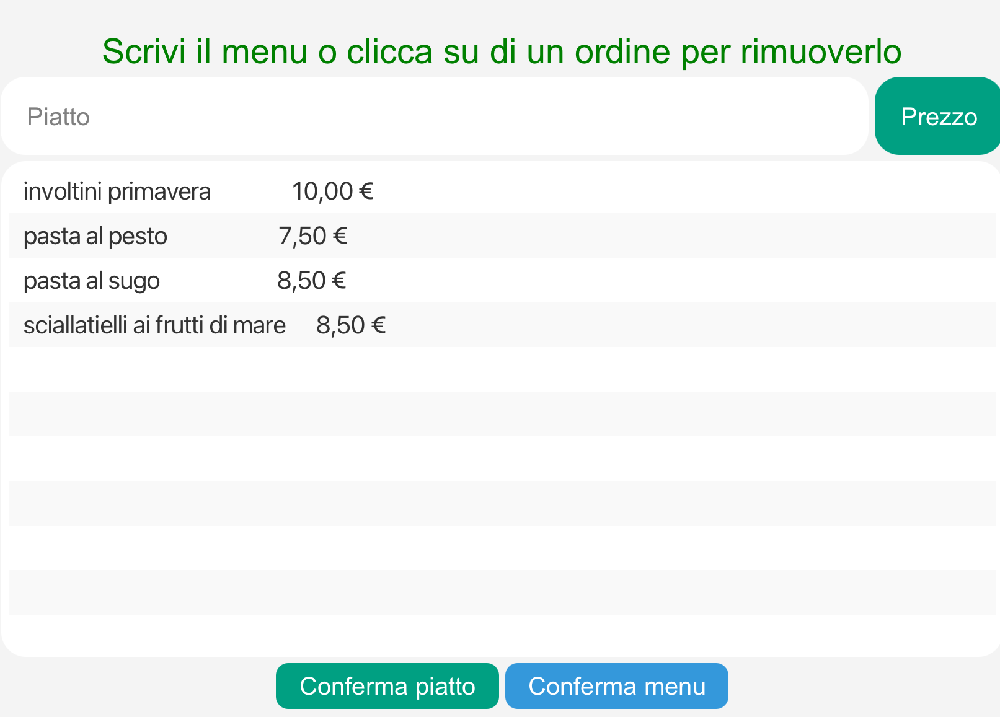 Scrivi il menu o clicca su di un ordine per rimuoverlo
Piatto Prezzo
involtini primavera 10,00 €
pasta al pesto 7,50 €
pasta al sugo 8,50 €
sciallatielli ai frutti di mare 8,50 €
Conferma piatto Conferma menu